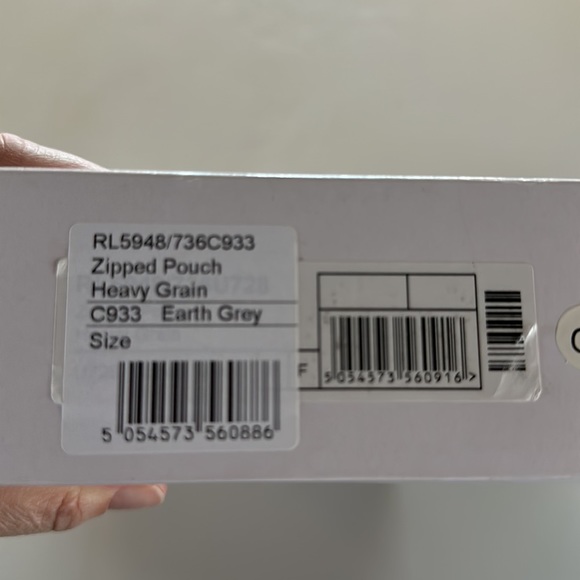 RL5948/736C933
Zipped Pouch
Heavy Grain
C933 Earth Grey
Size
5 054573 560886
F
5 054573 560916 >